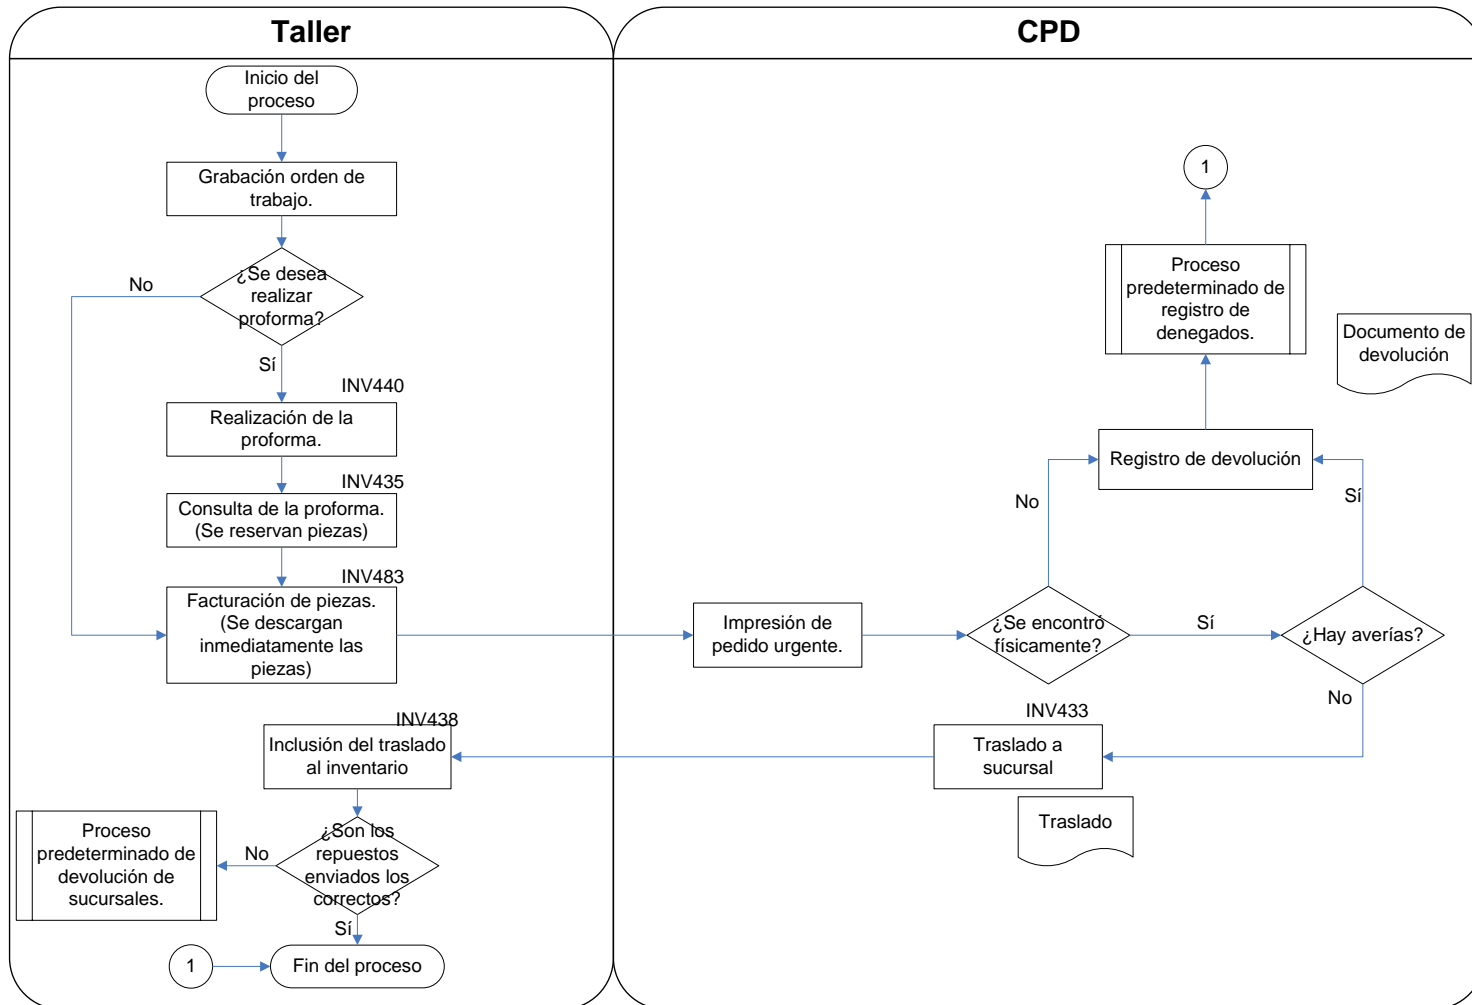 Taller
CPD
Inicio del
proceso
Grabación orden de
trabajo.
¿Se desea
realizar
proforma?
No
Sí
INV440
Realización de la
proforma.
INV435
Consulta de la proforma.
(Se reservan piezas)
INV483
Facturación de piezas.
(Se descargan
inmediatamente las
piezas)
INV438
Inclusión del traslado
al inventario
¿Son los
repuestos
enviados los
correctos?
No
Proceso
predeterminado de
devolución de
sucursales.
Sí
1
Fin del proceso
1
Proceso
predeterminado de
registro de
denegados.
Documento de
devolución
Registro de devolución
No
Sí
Impresión de
pedido urgente.
¿Se encontró
físicamente?
Sí
¿Hay averías?
No
INV433
Traslado a
sucursal
Traslado